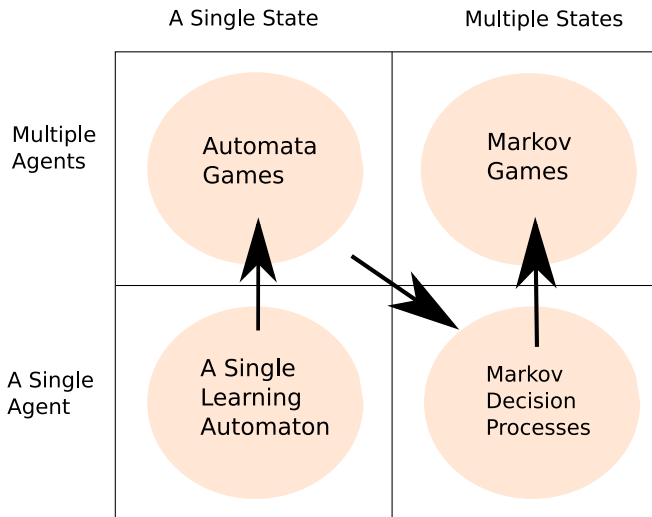 A Single State
Multiple States
Multiple
Agents
Automata
Games
Markov
Games
A Single
Agent
A Single
Learning
Automaton
Markov
Decision
Processes